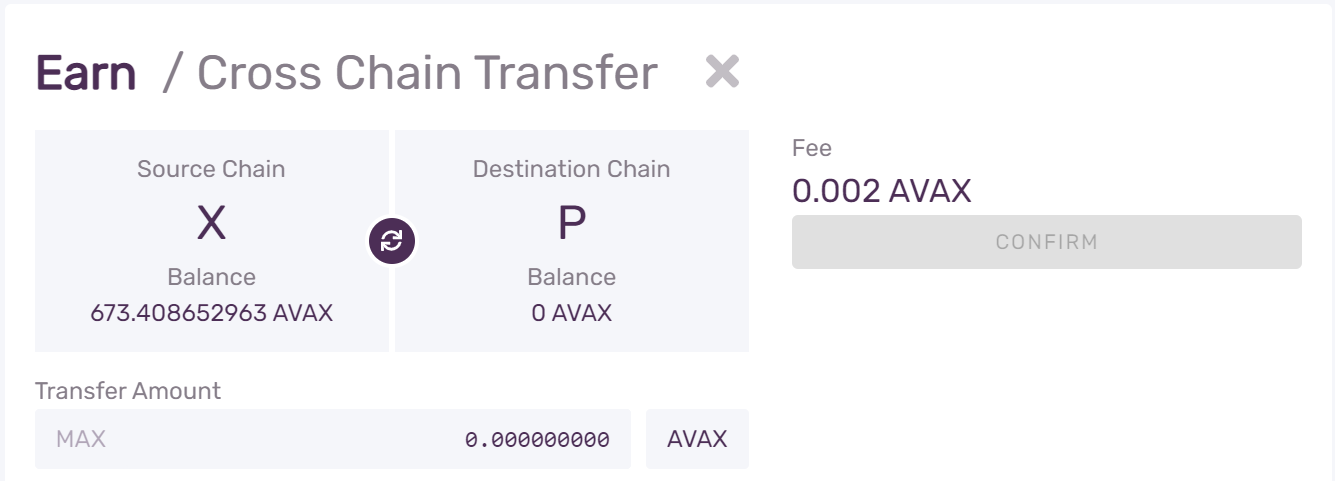 Earn / Cross Chain Transfer
Source Chain
X
Balance
673.408652963 AVAX
Destination Chain
P
Balance
0 AVAX
Fee
0.002 AVAX
CONFIRM
Transfer Amount
MAX 0.000000000 AVAX